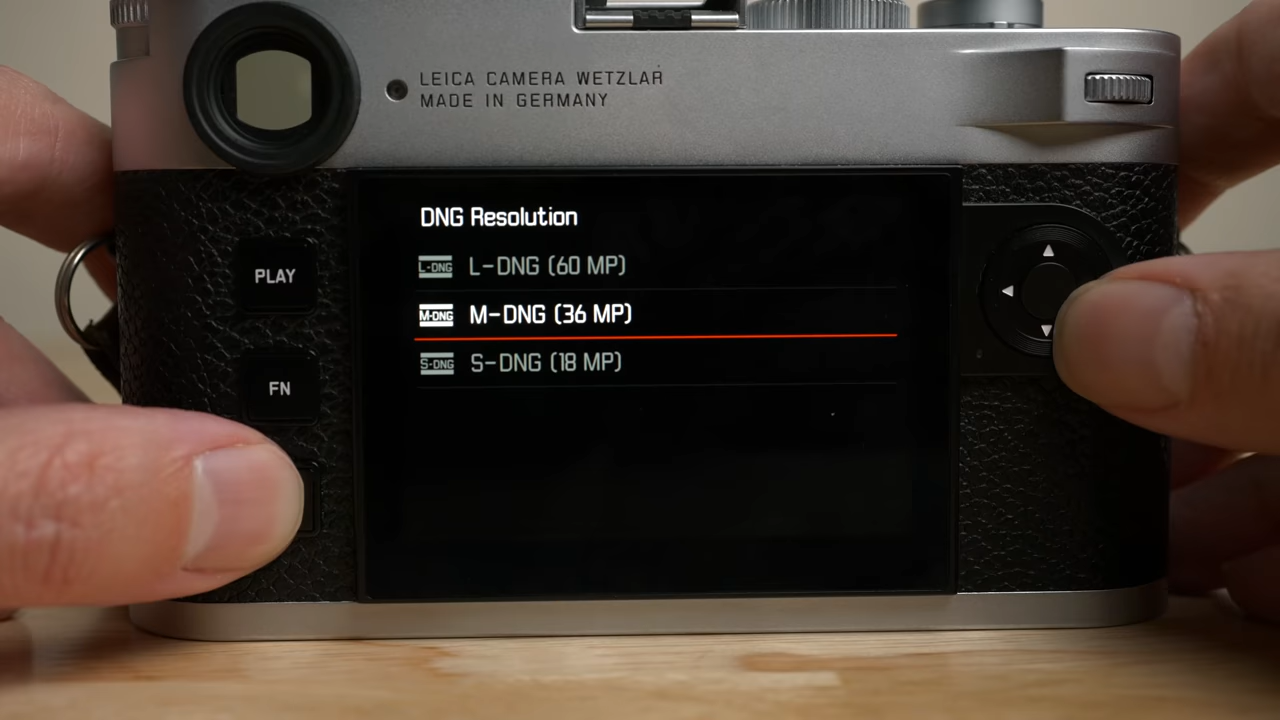 LEICA CAMERA WETZLAR
MADE IN GERMANY
DNG Resolution
L-DNG L-DNG (60 MP)
M-DNG M-DNG (36 MP)
S-DNG S-DNG (18 MP)
PLAY
FN